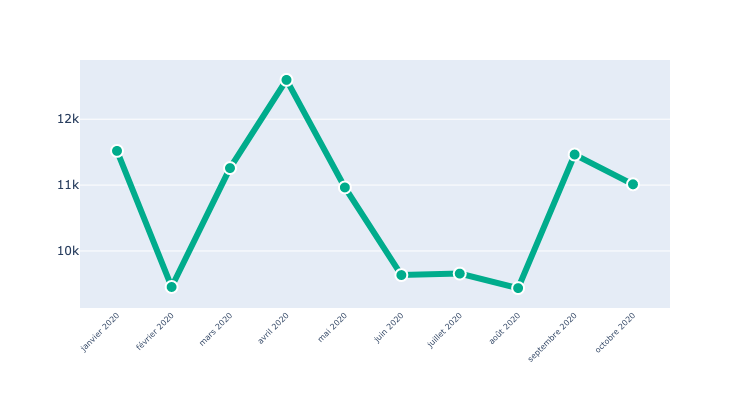 12k
11k
10k
janvier 2020
février 2020
mars 2020
avril 2020
mai 2020
juin 2020
juillet 2020
août 2020
septembre 2020
octobre 2020